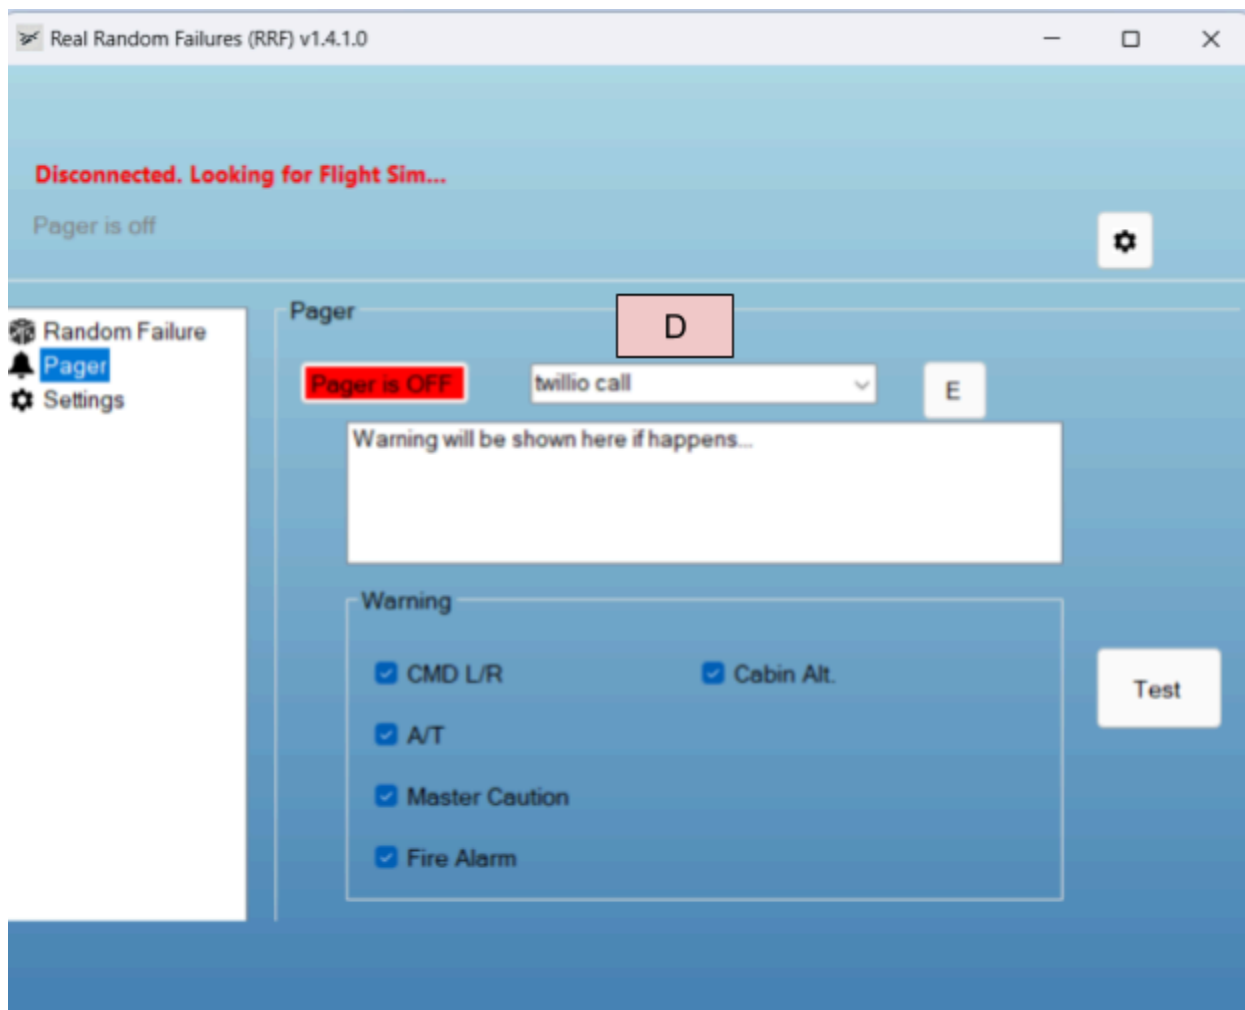 Real Random Failures (RRF) v1.4.1.0
Disconnected. Looking for Flight Sim...
Pager is off
Random Failure
Pager
Settings
Pager
D
Pager is OFF
twillio call
E
Warning will be shown here if happens...
Warning
CMD L/R
Cabin Alt.
A/T
Master Caution
Fire Alarm
Test